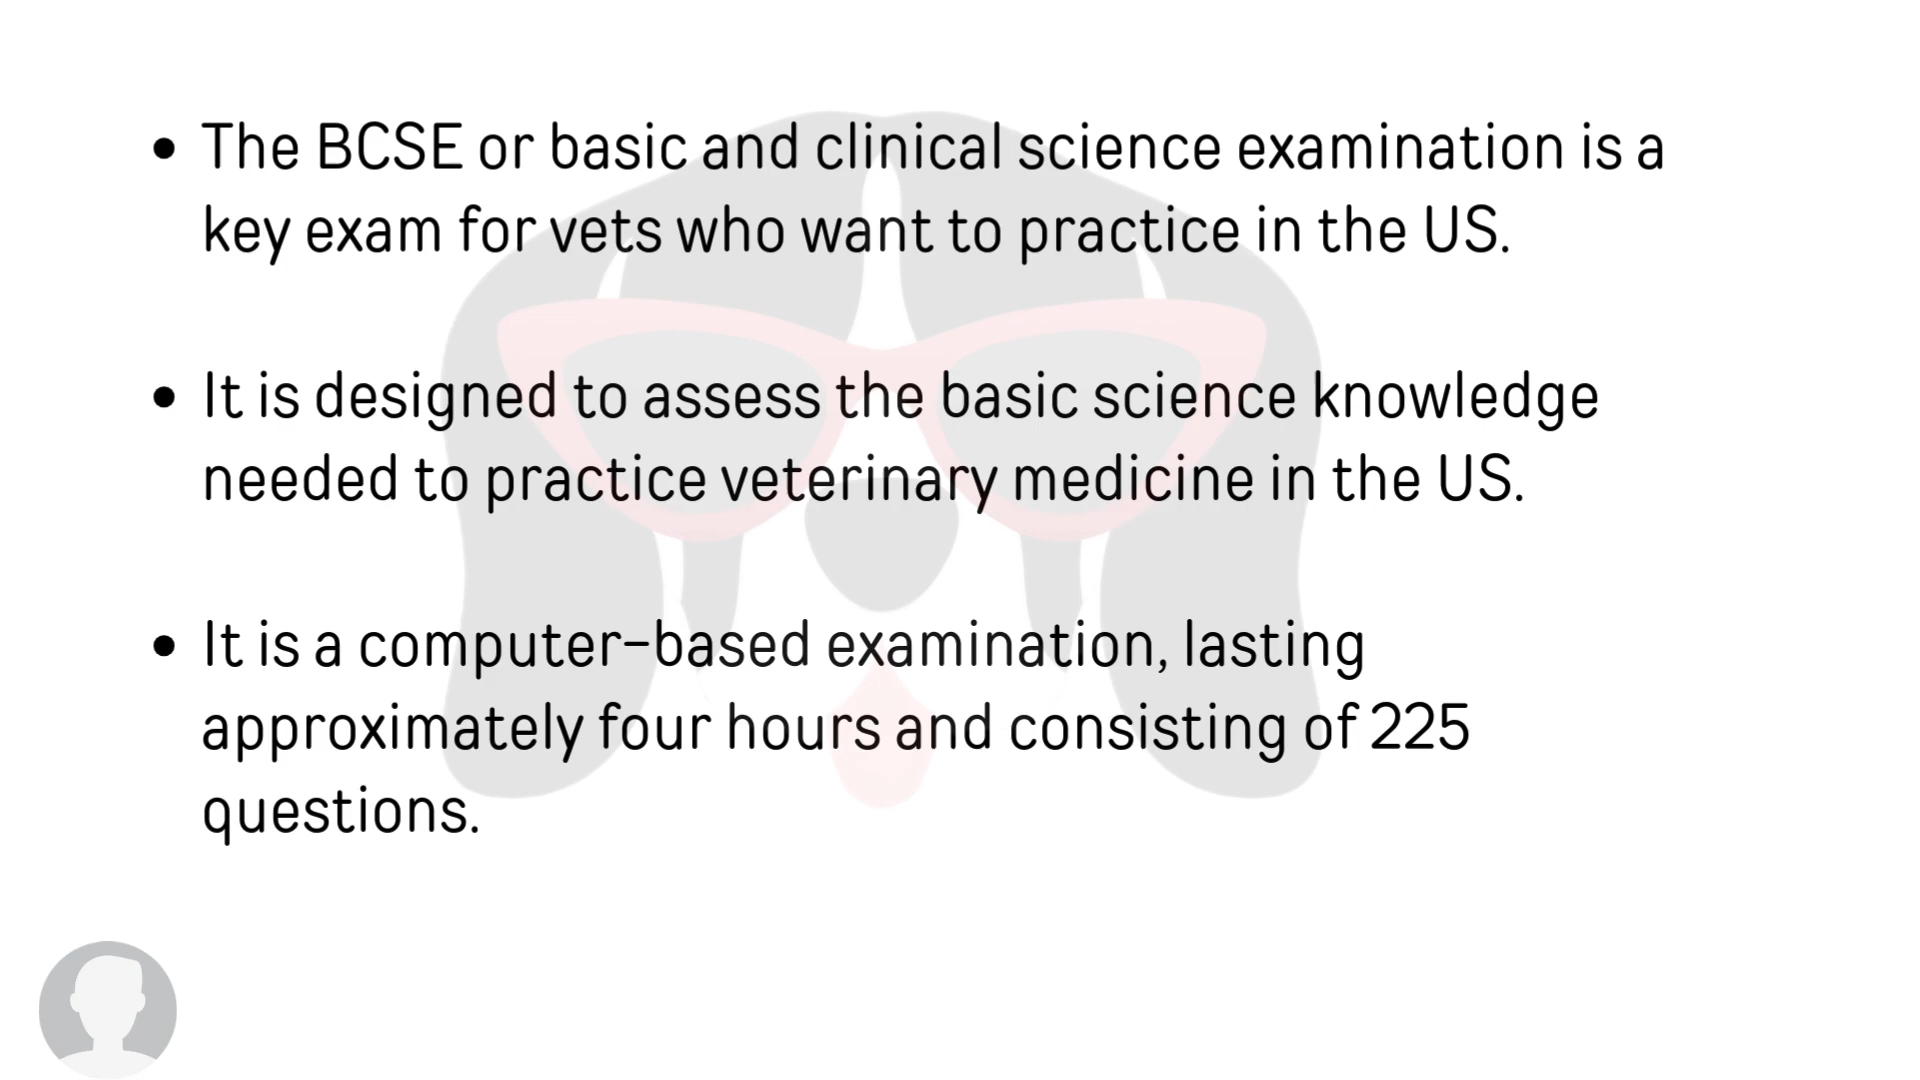 • The BCSE or basic and clinical science examination is a
key exam for vets who want to practice in the US.
• It is designed to assess the basic science knowledge
needed to practice veterinary medicine in the US.
• It is a computer-based examination, lasting
approximately four hours and consisting of 225
questions.